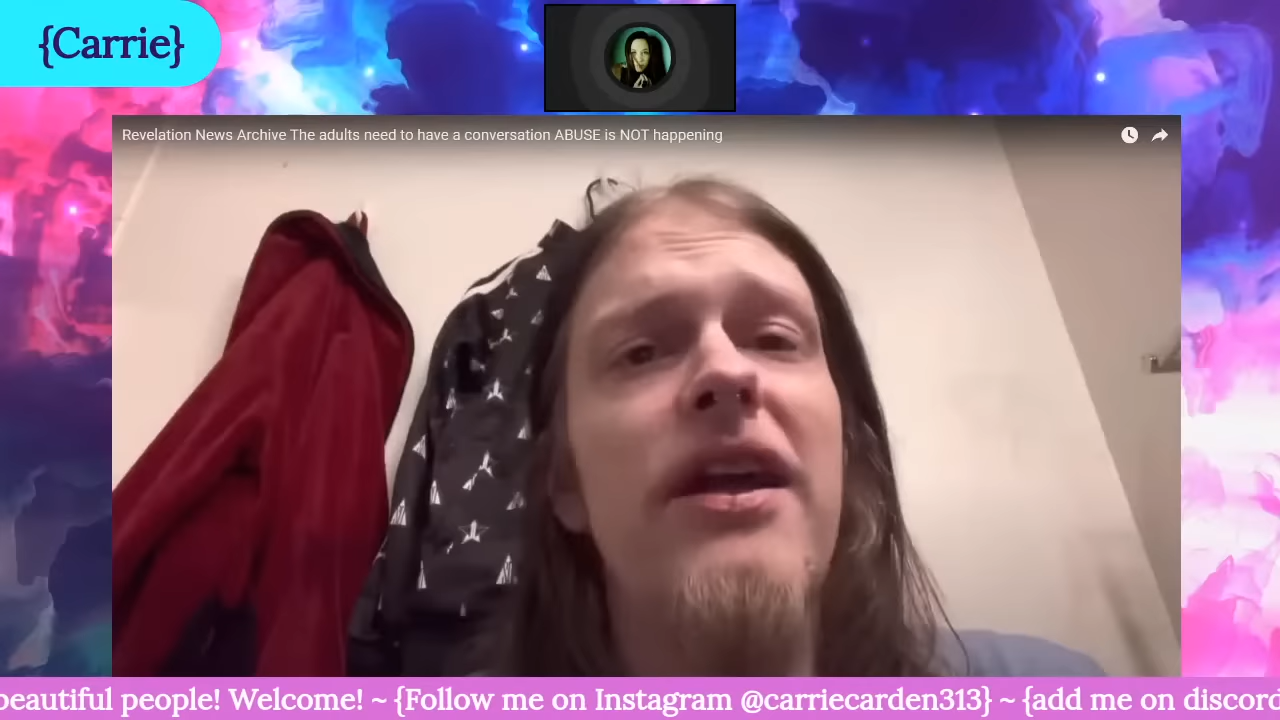 {Carrie}
Revelation News Archive The adults need to have a conversation ABUSE is NOT happening
beautiful people! Welcome! ~ {Follow me on Instagram @carriecarden313} ~ {add me on discord